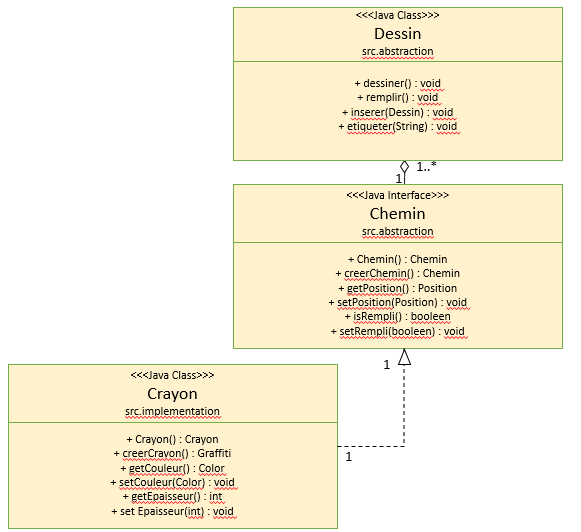 <<<Java Class>>>
Dessin
src.abstraction
+ dessiner() : void
+ remplir() : void
+ inserer(Dessin) : void
+ etiqueter(String) : void
1..*
1
<<<Java Interface>>>
Chemin
src.abstraction
+ Chemin() : Chemin
+ creerChemin() : Chemin
+ getPosition() : Position
+ setPosition(Position) : void
+ isRempli() : booleen
+ setRempli(booleen) : void
1
<<<Java Class>>>
Crayon
src.implementation
+ Crayon() : Crayon
+ creerCrayon() : Graffiti
+ getCouleur() : Color
+ setCouleur(Color) : void
+ getEpaisseur() : int
+ set Epaisseur(int) : void
1